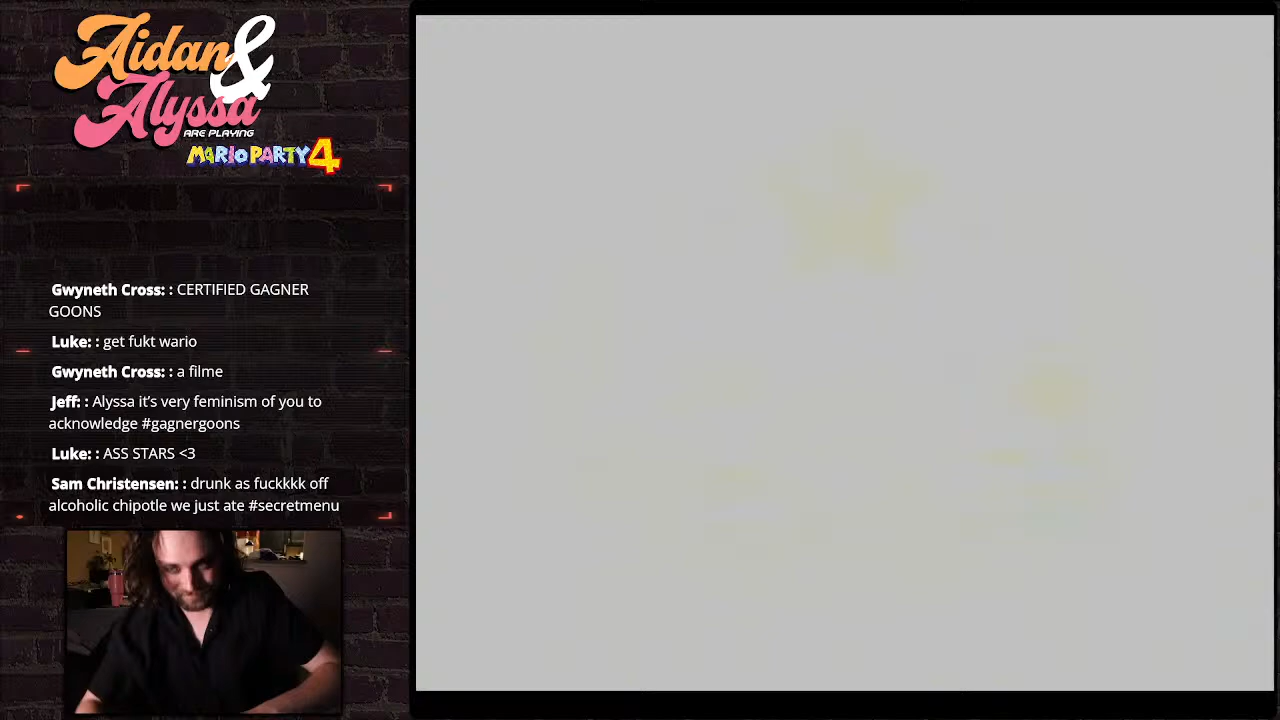 Aidan &
Alyssa
ARE PLAYING
MARIO PARTY 4
Gwyneth Cross: : CERTIFIED GAGNER
GOONS
Luke: : get fukt wario
Gwyneth Cross: : a filme
Jeff: : Alyssa it’s very feminism of you to
acknowledge #gagnergoons
Luke: : ASS STARS <3
Sam Christensen: : drunk as fuckkkk off
alcoholic chipotle we just ate #secretmenu